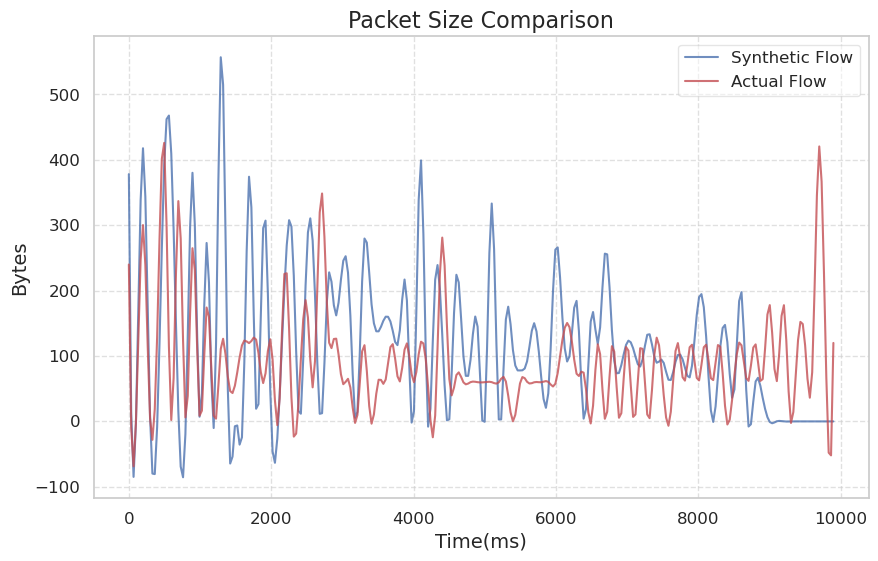 Packet Size Comparison
Synthetic Flow
Actual Flow
Bytes
500
400
300
200
100
0
−100
0 2000 4000 6000 8000 10000
Time(ms)